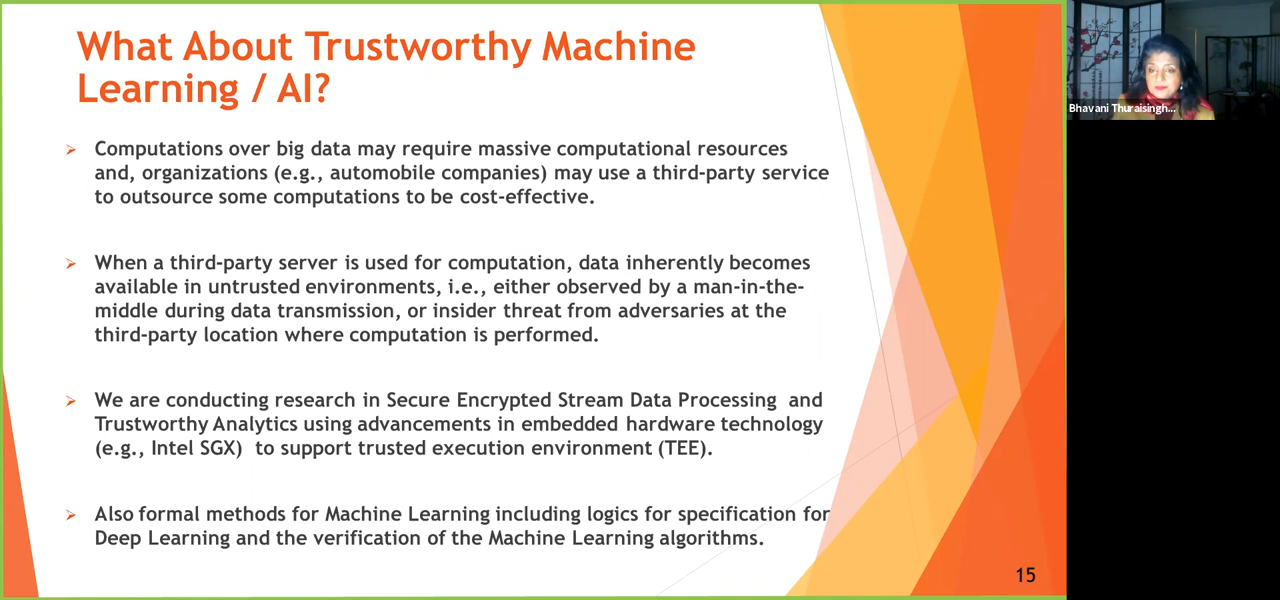 What About Trustworthy Machine
Learning / AI?
➢ Computations over big data may require massive computational resources
and, organizations (e.g., automobile companies) may use a third-party service
to outsource some computations to be cost-effective.
➢ When a third-party server is used for computation, data inherently becomes
available in untrusted environments, i.e., either observed by a man-in-the-
middle during data transmission, or insider threat from adversaries at the
third-party location where computation is performed.
➢ We are conducting research in Secure Encrypted Stream Data Processing and
Trustworthy Analytics using advancements in embedded hardware technology
(e.g., Intel SGX) to support trusted execution environment (TEE).
➢ Also formal methods for Machine Learning including logics for specification for
Deep Learning and the verification of the Machine Learning algorithms.
15
Bhavani Thuraisingh...